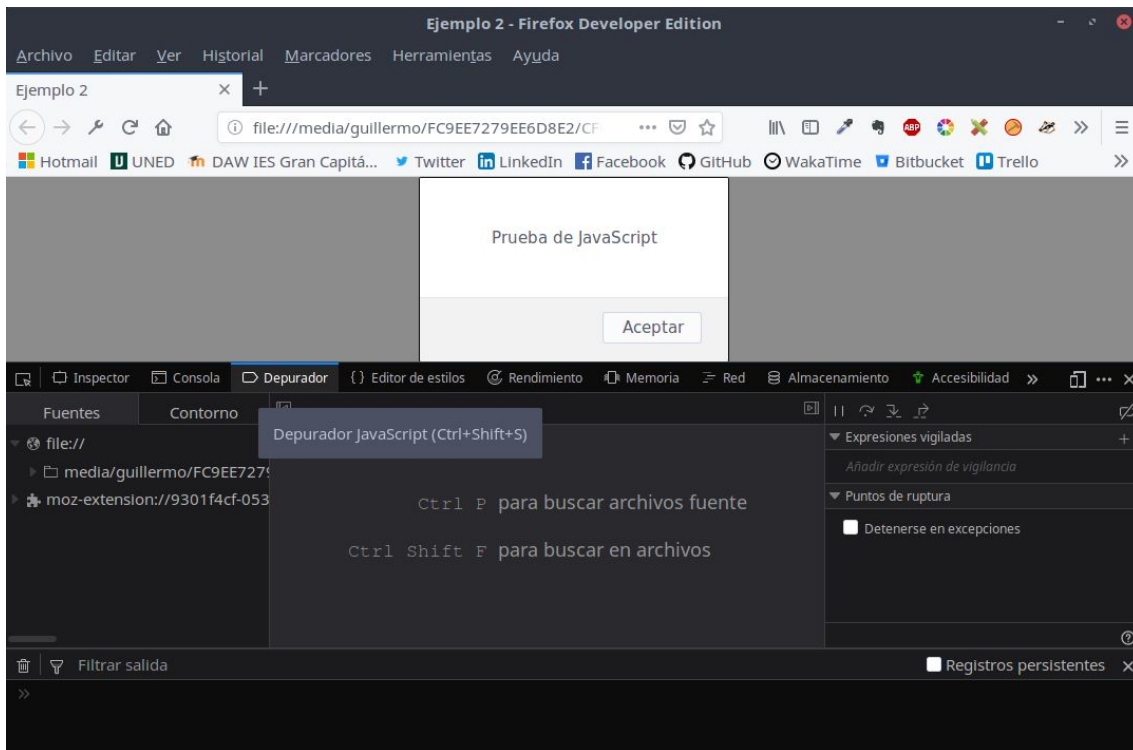 Ejemplo 2 - Firefox Developer Edition
Archivo Editar Ver Historial Marcadores Herramientas Ayuda
Ejemplo 2
file:///media/guillermo/FC9EE7279EE6D8E2/CF
ABP
Hotmail U UNED DAW IES Gran Capitá... Twitter LinkedIn Facebook GitHub WakaTime Bitbucket Trello
Prueba de JavaScript
Aceptar
Inspector Consola Depurador {} Editor de estilos Rendimiento Memoria Red Almacenamiento Accesibilidad
Fuentes Contorno
Depurador JavaScript (Ctrl+Shift+S)
file://
media/guillermo/FC9EE7279
moz-extension://9301f4cf-053
Ctrl P para buscar archivos fuente
Ctrl Shift F para buscar en archivos
Expresiones vigiladas
Añadir expresión de vigilancia
Puntos de ruptura
Detenerse en excepciones
Filtrar salida Registros persistentes